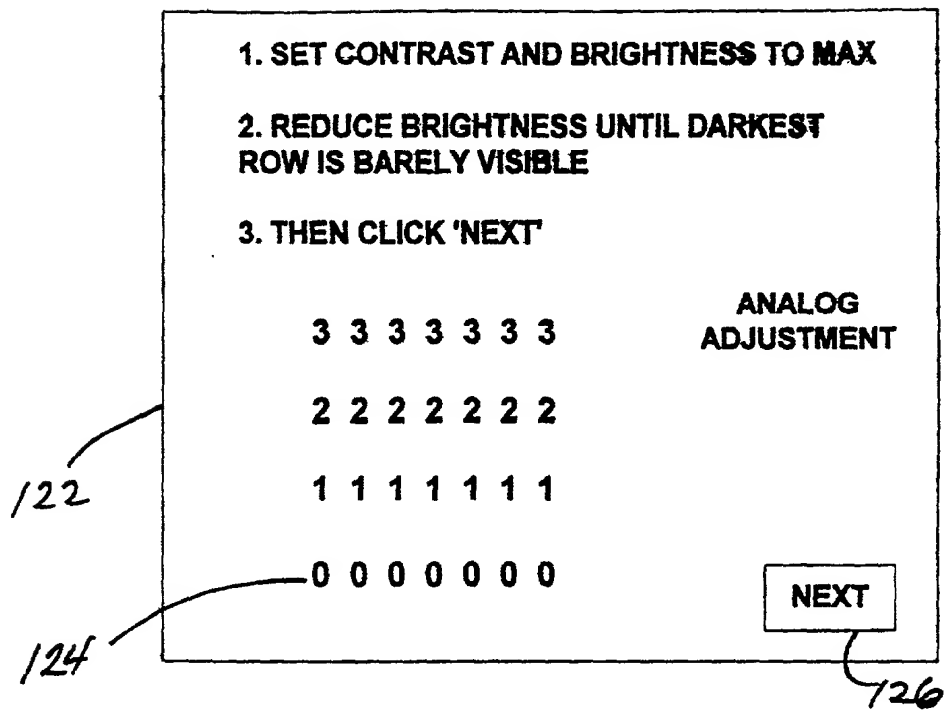 1. SET CONTRAST AND BRIGHTNESS TO MAX
2. REDUCE BRIGHTNESS UNTIL DARKEST
ROW IS BARELY VISIBLE
3. THEN CLICK 'NEXT'
ANALOG
ADJUSTMENT
3 3 3 3 3 3 3
2 2 2 2 2 2 2
1 1 1 1 1 1 1
0 0 0 0 0 0 0
NEXT
122
124
126